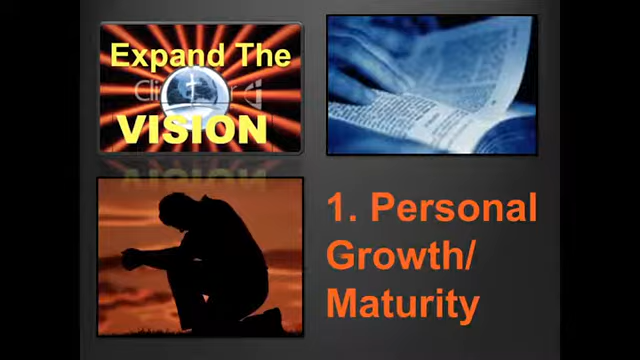 Expand The
VISION
1. Personal
Growth/
Maturity